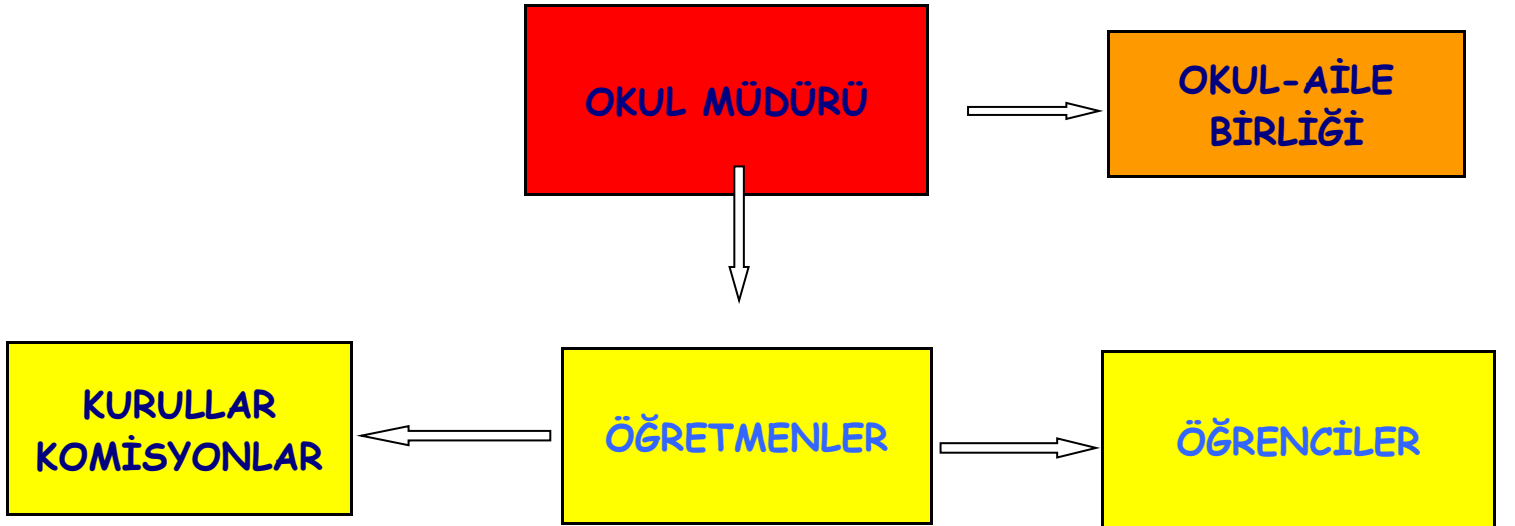 OKUL MÜDÜRÜ
OKUL-AİLE
BİRLİĞİ
KURULLAR
KOMİSYONLAR
ÖĞRETMENLER
ÖĞRENCİLER